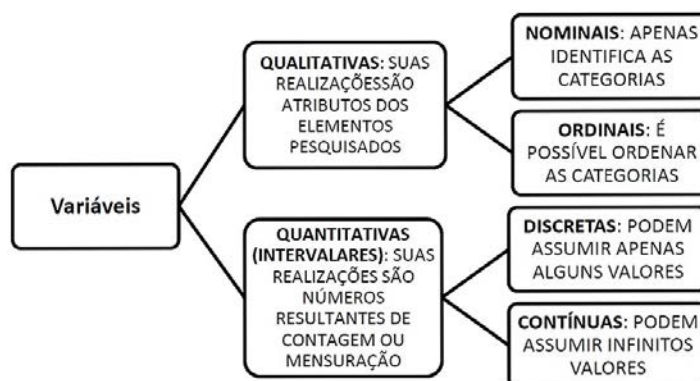 Variáveis
QUALITATIVAS: SUAS
REALIZAÇÕESSÃO
ATRIBUTOS DOS
ELEMENTOS
PESQUISADOS
NOMINAIS: APENAS
IDENTIFICA AS
CATEGORIAS
ORDINAIS: É
POSSÍVEL ORDENAR
AS CATEGORIAS
QUANTITATIVAS
(INTERVALARES): SUAS
REALIZAÇÕES SÃO
NÚMEROS
RESULTANTES DE
CONTAGEM OU
MENSURAÇÃO
DISCRETAS: PODEM
ASSUMIR APENAS
ALGUNS VALORES
CONTÍNUAS: PODEM
ASSUMIR INFINITOS
VALORES